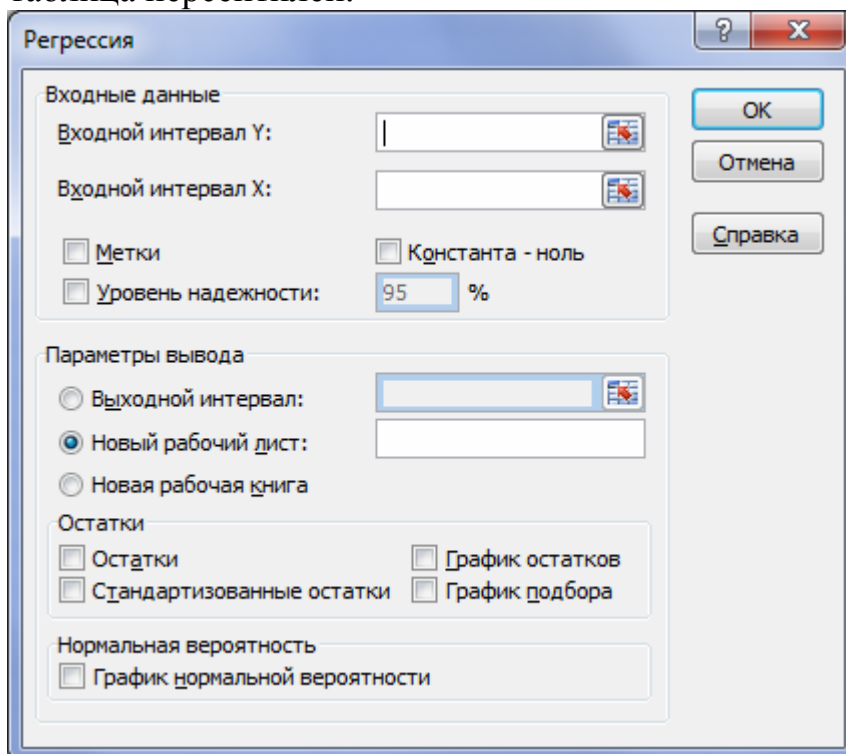 таблица персентилей.
Регрессия
?
X
Входные данные
Входной интервал Y:
Входной интервал X:
Метки
Константа - ноль
Уровень надежности:
95 %
OK
Отмена
Справка
Параметры вывода
Выходной интервал:
Новый рабочий лист:
Новая рабочая книга
Остатки
Остатки
График остатков
Стандартизованные остатки
График подбора
Нормальная вероятность
График нормальной вероятности